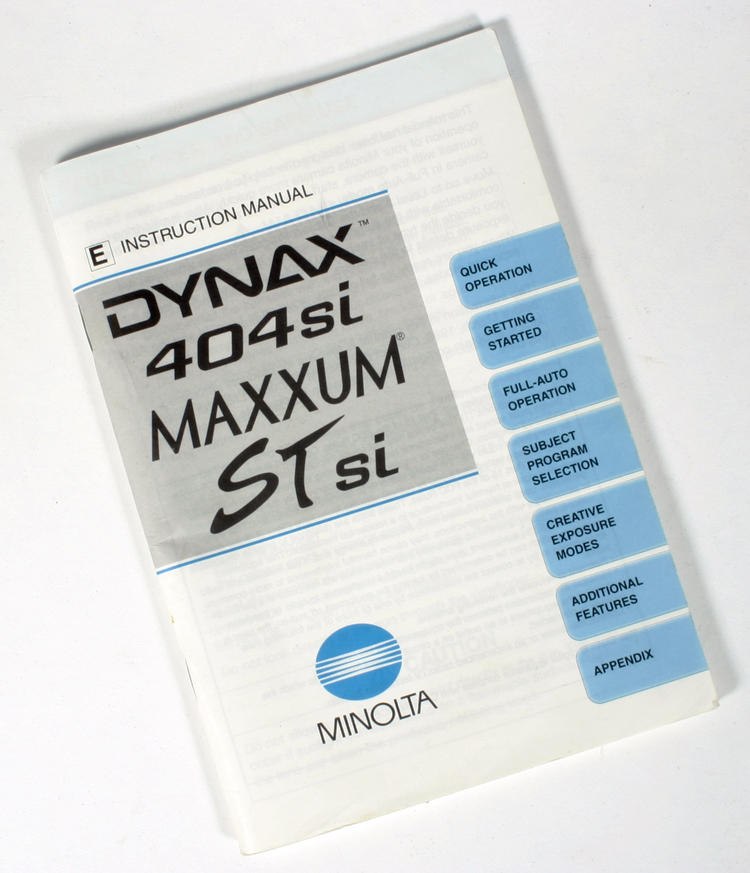 E INSTRUCTION MANUAL
DYNAX™
404si
MAXXUM®
STsi
QUICK
OPERATION
GETTING
STARTED
FULL-AUTO
OPERATION
SUBJECT
PROGRAM
SELECTION
CREATIVE
EXPOSURE
MODES
ADDITIONAL
FEATURES
APPENDIX
MINOLTA